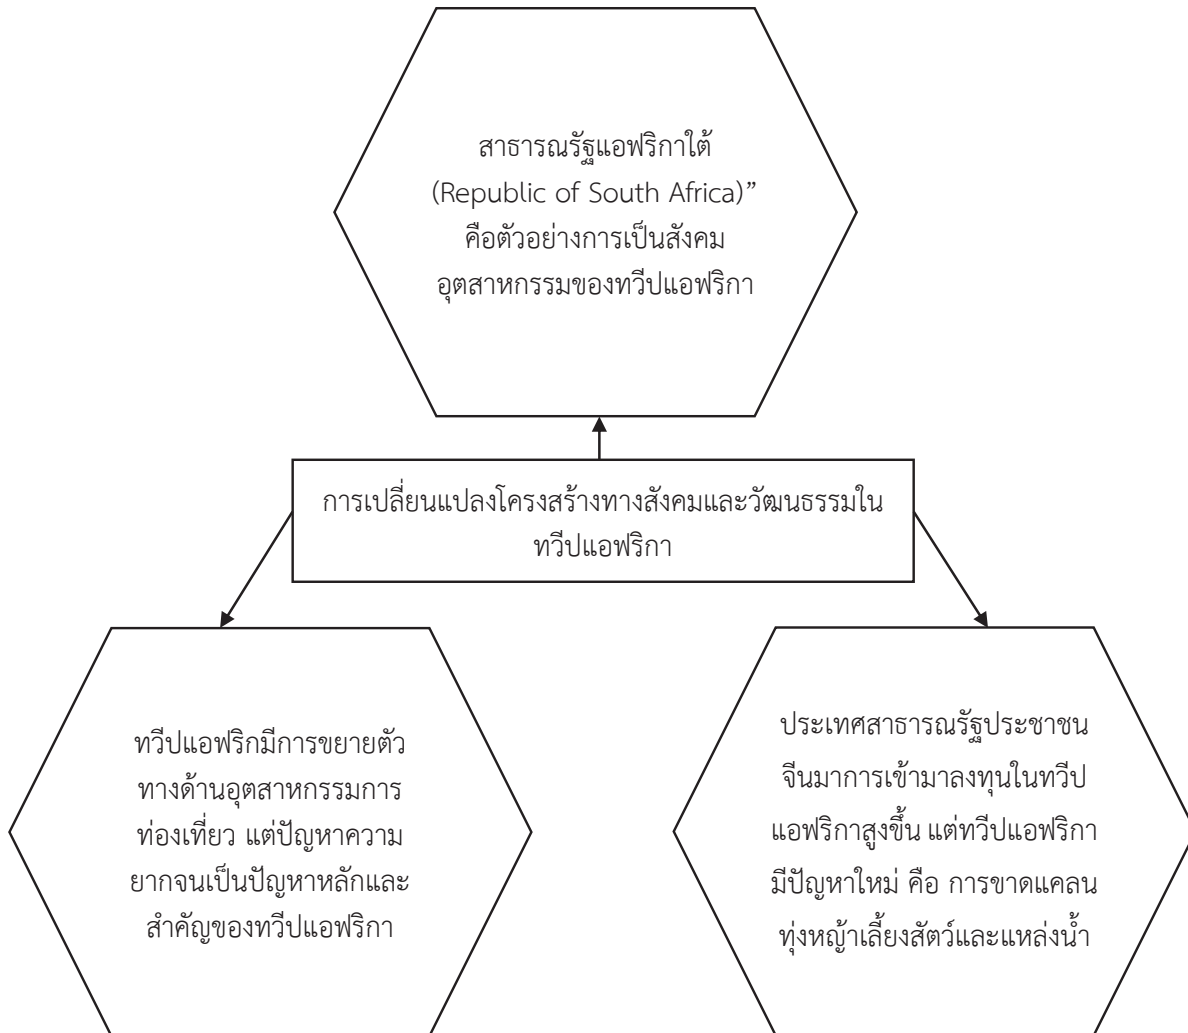 สาธารณรัฐแอฟริกาใต้
(Republic of South Africa)”
คือตัวอย่างการเป็นสังคม
อุตสาหกรรมของทวีปแอฟริกา
การเปลี่ยนแปลงโครงสร้างทางสังคมและวัฒนธรรมใน
ทวีปแอฟริกา
ทวีปแอฟริกมีการขยายตัว
ทางด้านอุตสาหกรรมการ
ท่องเที่ยว แต่ปัญหาความ
ยากจนเป็นปัญหาหลักและ
สำคัญของทวีปแอฟริกา
ประเทศสาธารณรัฐประชาชน
จีนมาการเข้ามาลงทุนในทวีป
แอฟริกาสูงขึ้น แต่ทวีปแอฟริกา
มีปัญหาใหม่ คือ การขาดแคลน
ทุ่งหญ้าเลี้ยงสัตว์และแหล่งน้ำ